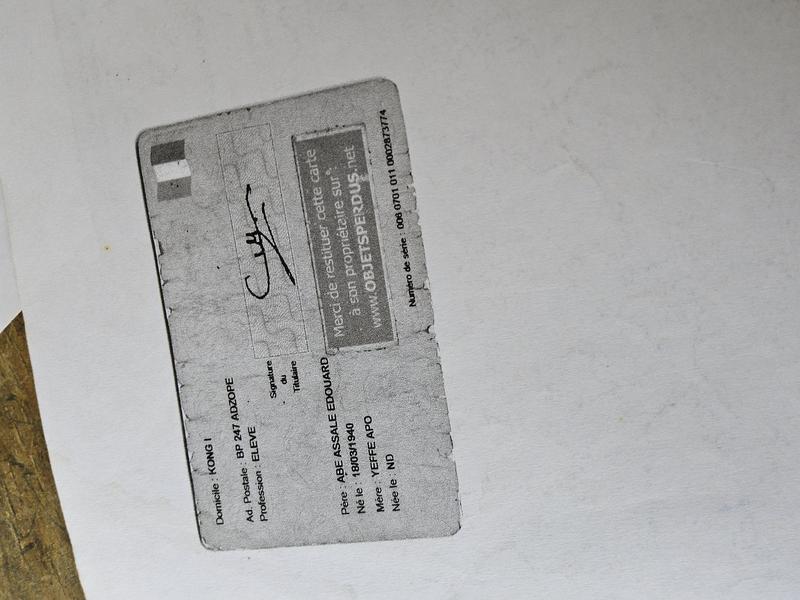 Domicile : KONG I
Ad. Postale : BP 247 ADZOPE
Profession : ELEVE
Signature
du
Titulaire
Père : ABE ASSALE EDOUARD
Né le : 18/03/1940
Mère : YEFFE APO
Née le : ND
Merci de restituer cette carte
à son propriétaire sur
www.OBJETSPERDUS.net
Numéro de série : 006 0701 011 0002873774